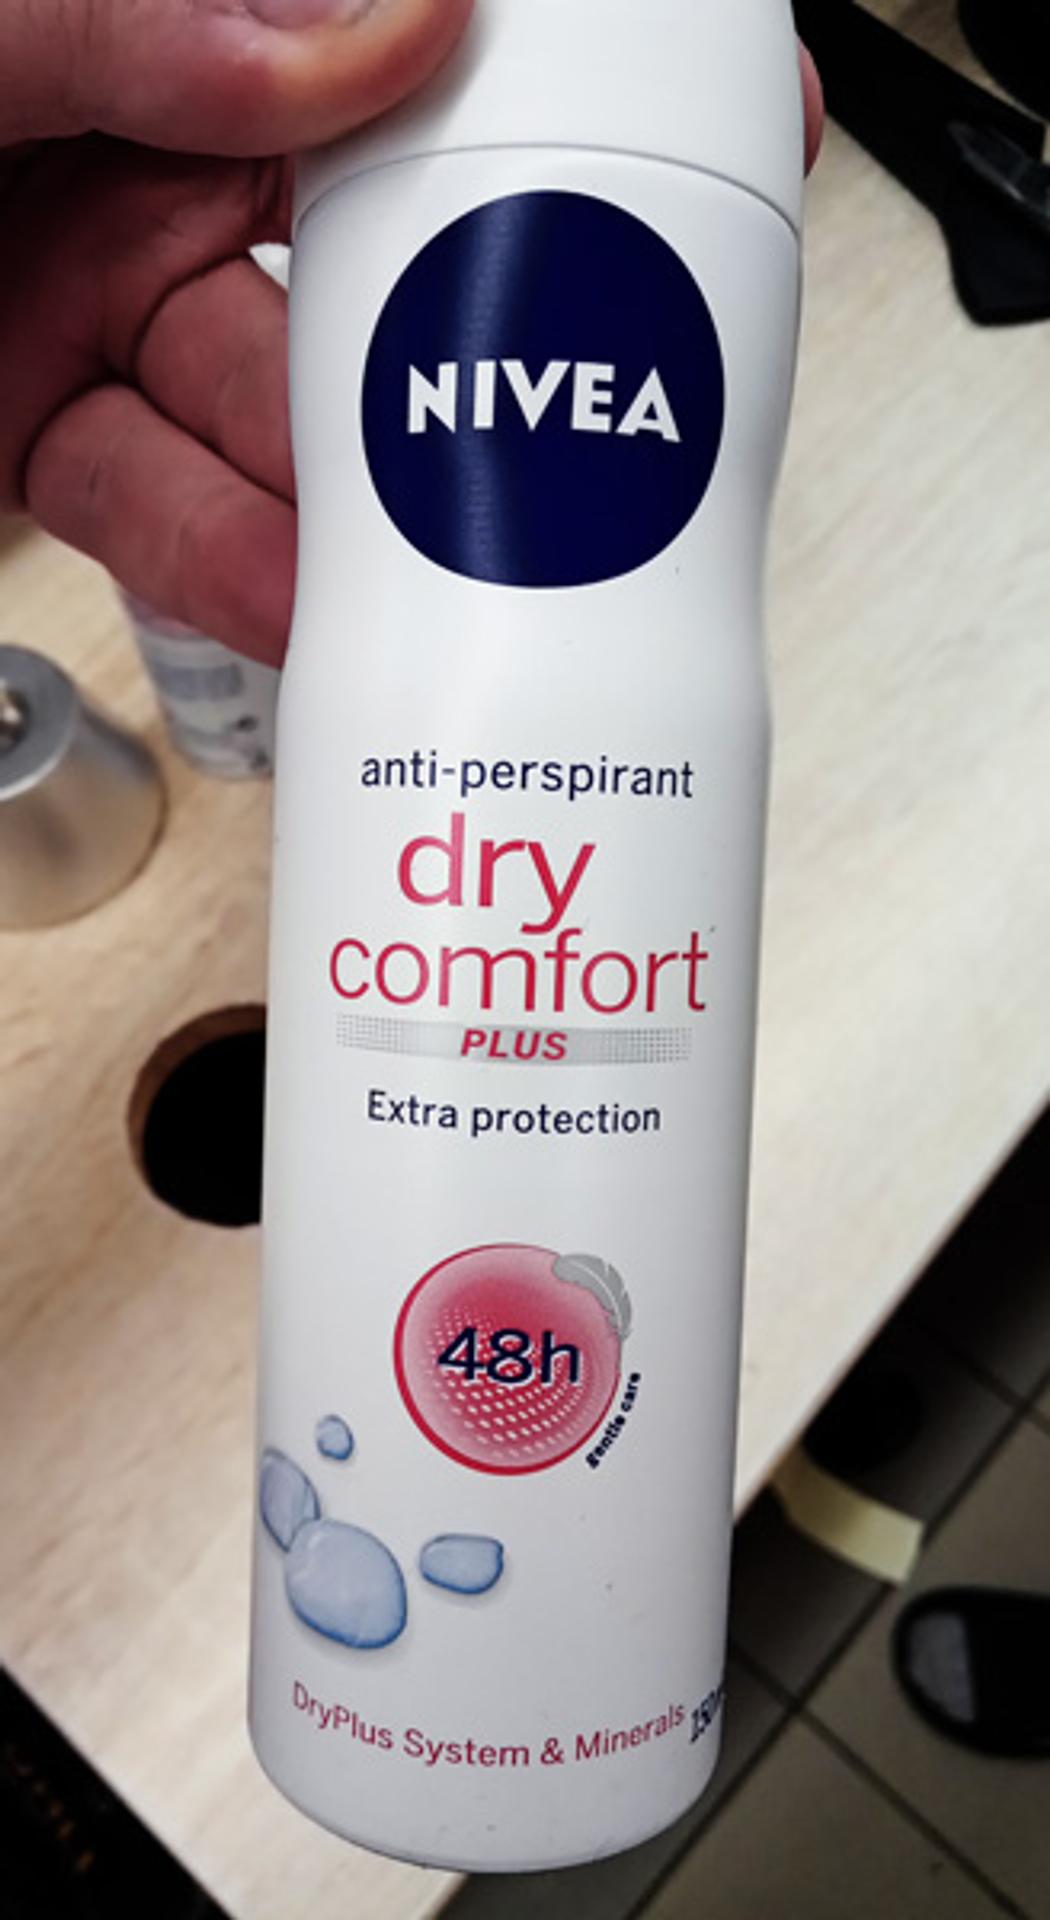 NIVEA
anti-perspirant
dry
comfort
PLUS
Extra protection
48h
gentle care
DryPlus System & Minerals